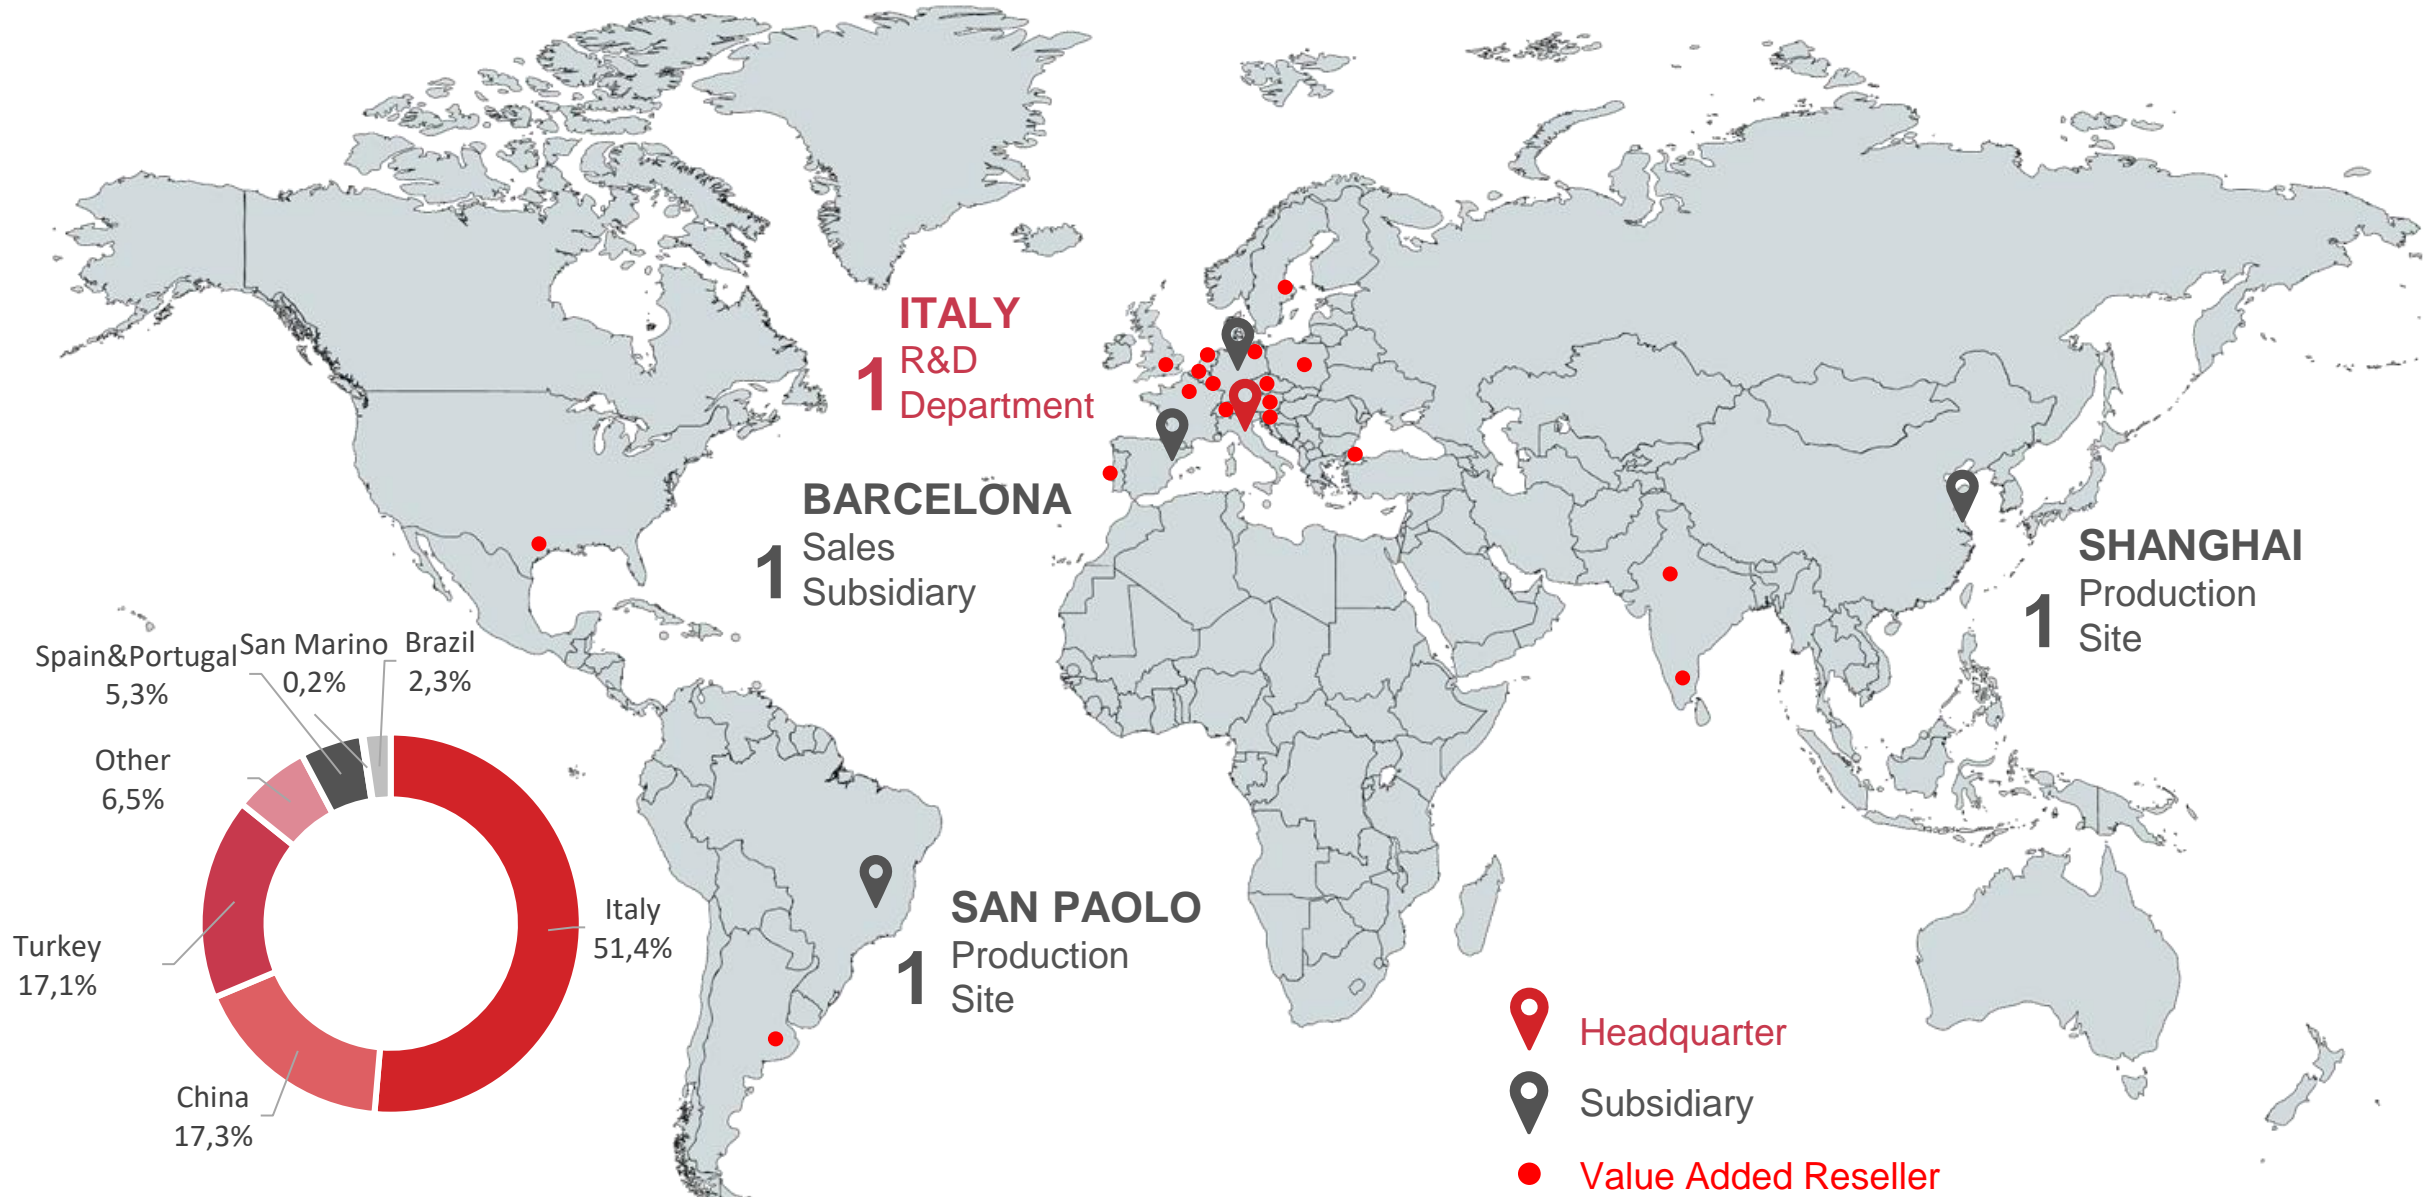 ITALY
1
R&D
Department
BARCELONA
1
Sales
Subsidiary
SHANGHAI
1
Production
Site
SAN PAOLO
1
Production
Site
Spain&Portugal
5,3%
San Marino
0,2%
Brazil
2,3%
Other
6,5%
Turkey
17,1%
China
17,3%
Italy
51,4%
Headquarter
Subsidiary
Value Added Reseller